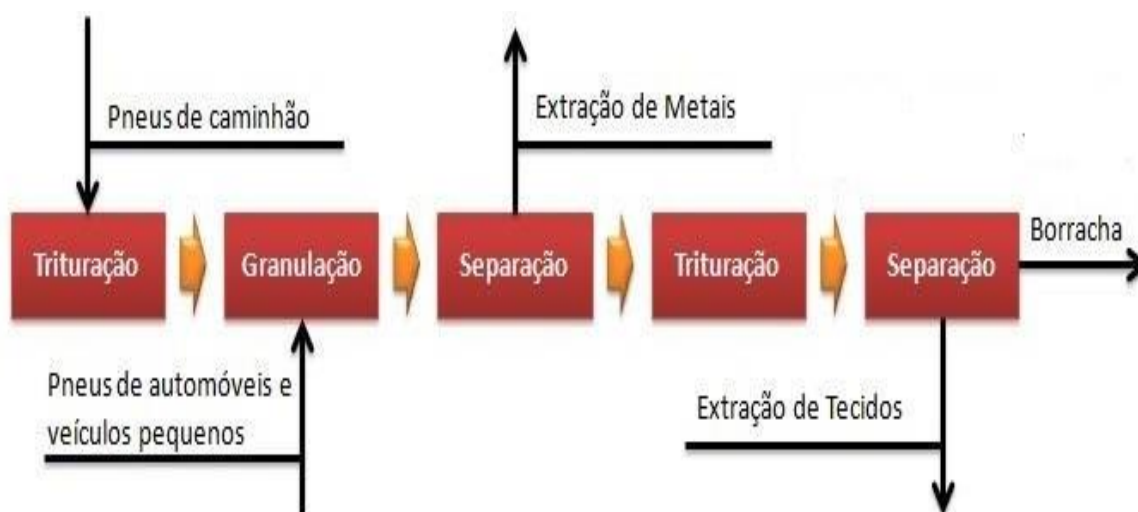 Pneus de caminhão
Extração de Metais
Trituração
Granulação
Separação
Trituração
Separação
Borracha
Pneus de automóveis e
veículos pequenos
Extração de Tecidos